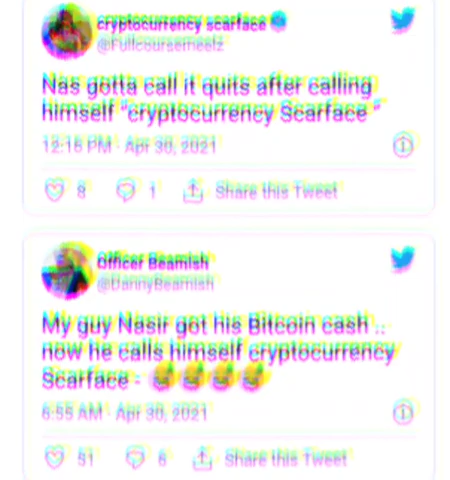 cryptocurrency scarface
@Fullcoursemeelz
Nas gotta call it quits after calling
himself "cryptocurrency Scarface "
12:16 PM · Apr 30, 2021
8 1 Share this Tweet
Officer Beamish
@DannyBeamish
My guy Nasir got his Bitcoin cash ..
now he calls himself cryptocurrency
Scarface - 😂😂😂😂
6:55 AM · Apr 30, 2021
51 6 Share this Tweet